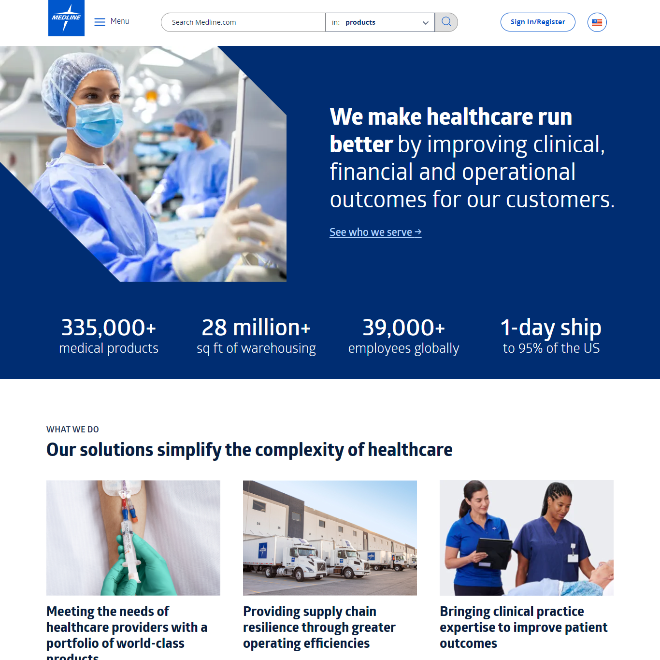 MEDLINE
Menu
Search Medline.com
in: products
Sign In/Register
We make healthcare run
better by improving clinical,
financial and operational
outcomes for our customers.
See who we serve →
335,000+
medical products
28 million+
sq ft of warehousing
39,000+
employees globally
1-day ship
to 95% of the US
WHAT WE DO
Our solutions simplify the complexity of healthcare
Meeting the needs of
healthcare providers with a
portfolio of world-class
products
Providing supply chain
resilience through greater
operating efficiencies
Bringing clinical practice
expertise to improve patient
outcomes